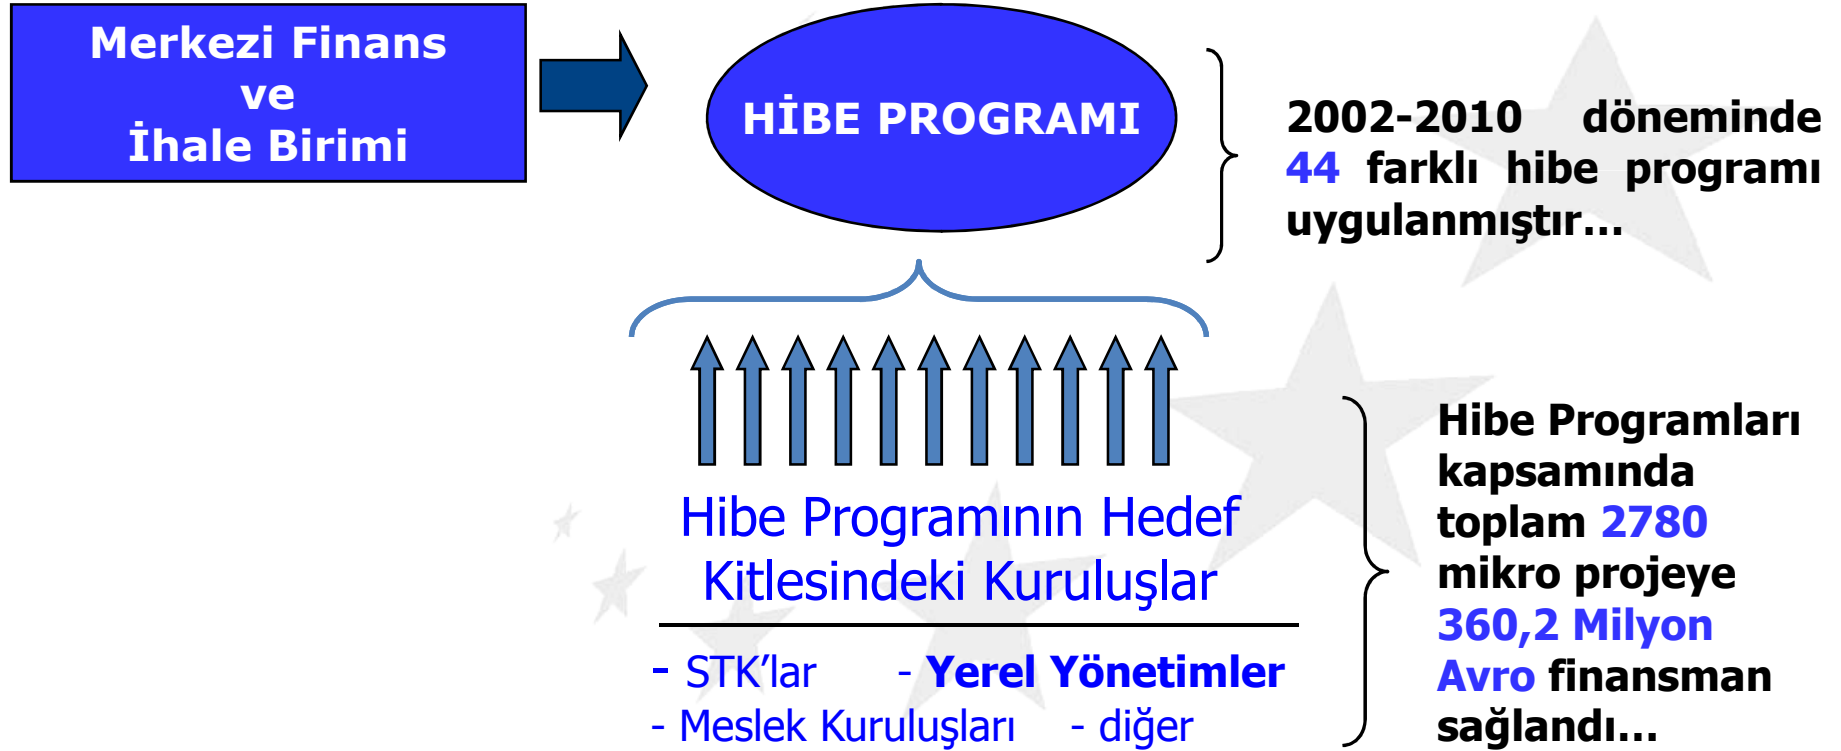 Merkezi Finans
ve
İhale Birimi
HİBE PROGRAMI
2002-2010 döneminde
44 farklı hibe programı
uygulanmıştır…
Hibe Programının Hedef
Kitlesindeki Kuruluşlar
- STK’lar - Yerel Yönetimler
- Meslek Kuruluşları - diğer
Hibe Programları
kapsamında
toplam 2780
mikro projeye
360,2 Milyon
Avro finansman
sağlandı…